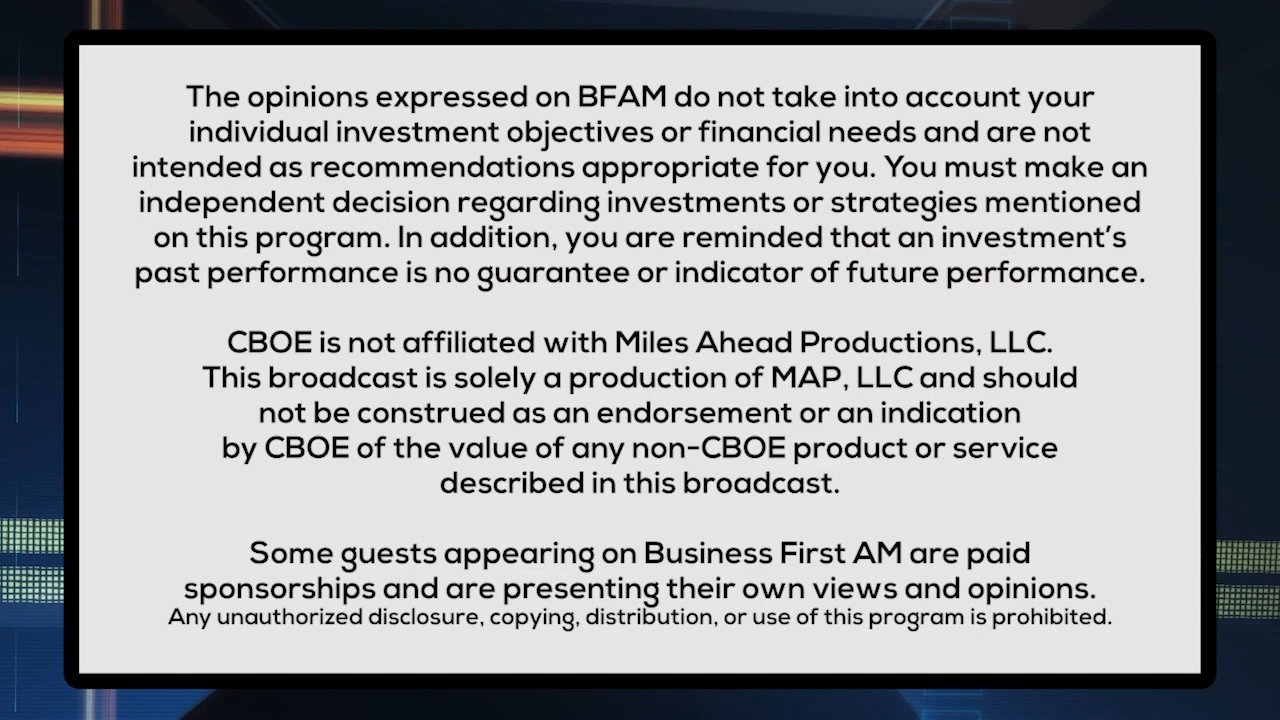 The opinions expressed on BFAM do not take into account your
individual investment objectives or financial needs and are not
intended as recommendations appropriate for you. You must make an
independent decision regarding investments or strategies mentioned
on this program. In addition, you are reminded that an investment's
past performance is no guarantee or indicator of future performance.
CBOE is not affiliated with Miles Ahead Productions, LLC.
This broadcast is solely a production of MAP, LLC and should
not be construed as an endorsement or an indication
by CBOE of the value of any non-CBOE product or service
described in this broadcast.
Some guests appearing on Business First AM are paid
sponsorships and are presenting their own views and opinions.
Any unauthorized disclosure, copying, distribution, or use of this program is prohibited.